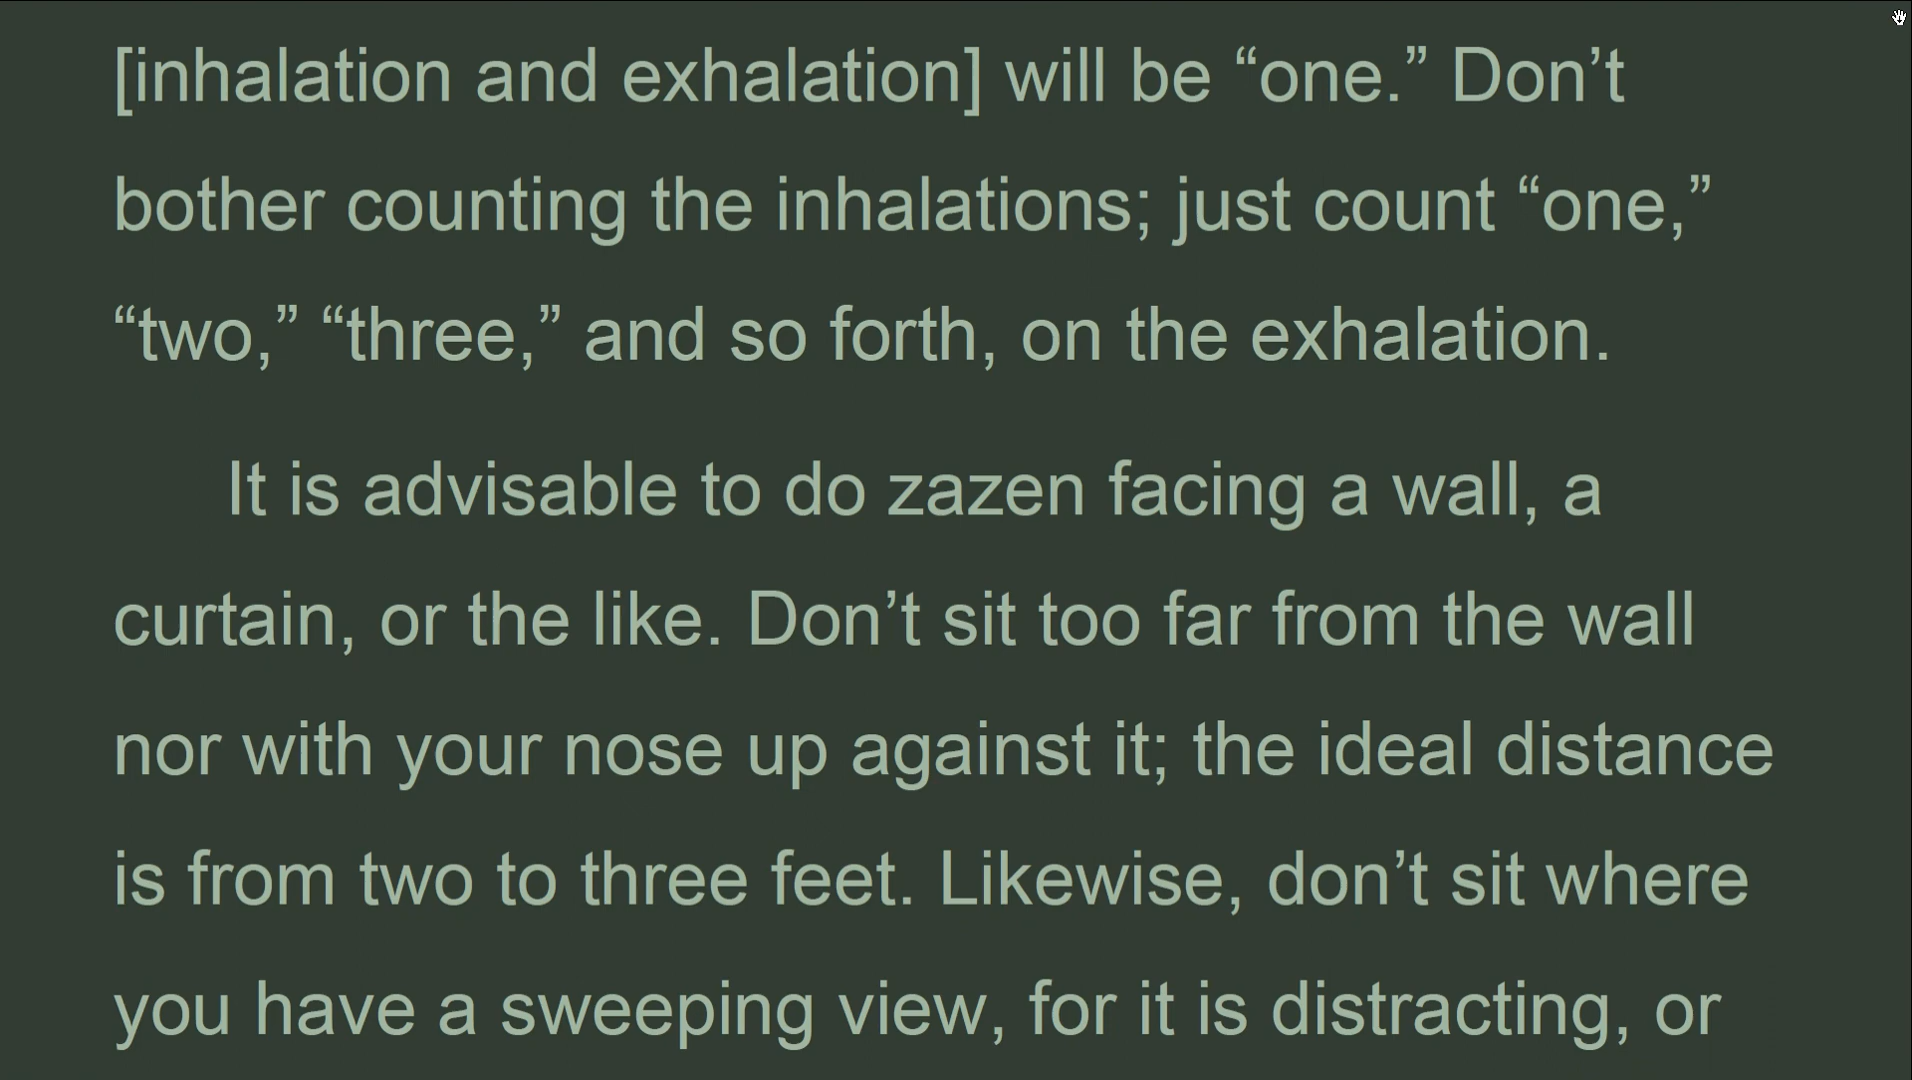 [inhalation and exhalation] will be “one.” Don’t
bother counting the inhalations; just count “one,”
“two,” “three,” and so forth, on the exhalation.
It is advisable to do zazen facing a wall, a
curtain, or the like. Don’t sit too far from the wall
nor with your nose up against it; the ideal distance
is from two to three feet. Likewise, don’t sit where
you have a sweeping view, for it is distracting, or